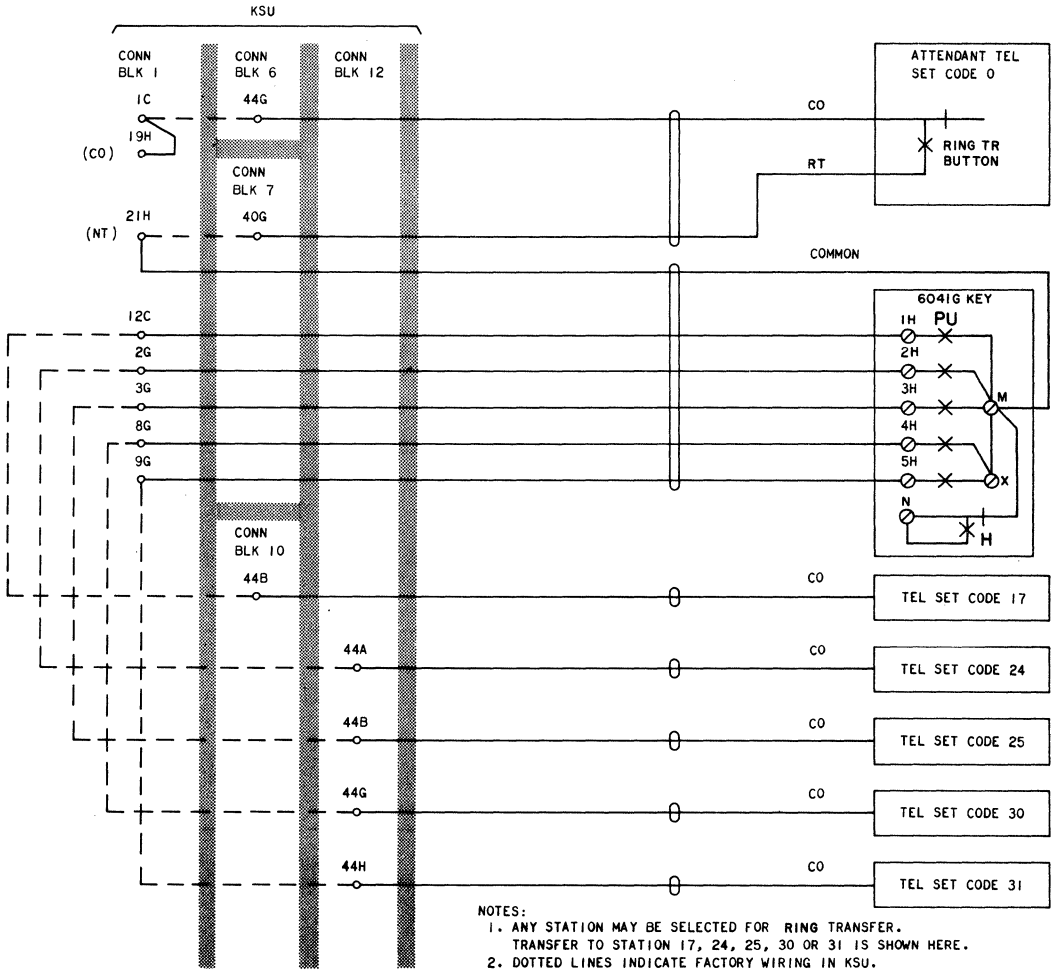 KSU
CONN
BLK 1
CONN
BLK 6
CONN
BLK 12
ATTENDANT TEL
SET CODE 0
1C
44G
CO
19H
(CO)
RING TR
BUTTON
RT
CONN
BLK 7
21H
40G
(NT)
COMMON
6041G KEY
12C
1H
PU
2G
2H
3G
3H
M
8G
4H
9G
5H
X
N
H
CONN
BLK 10
44B
CO
TEL SET CODE 17
44A
CO
TEL SET CODE 24
44B
CO
TEL SET CODE 25
44G
CO
TEL SET CODE 30
44H
CO
TEL SET CODE 31
NOTES:
1. ANY STATION MAY BE SELECTED FOR RING TRANSFER.
TRANSFER TO STATION 17, 24, 25, 30 OR 31 IS SHOWN HERE.
2. DOTTED LINES INDICATE FACTORY WIRING IN KSU.